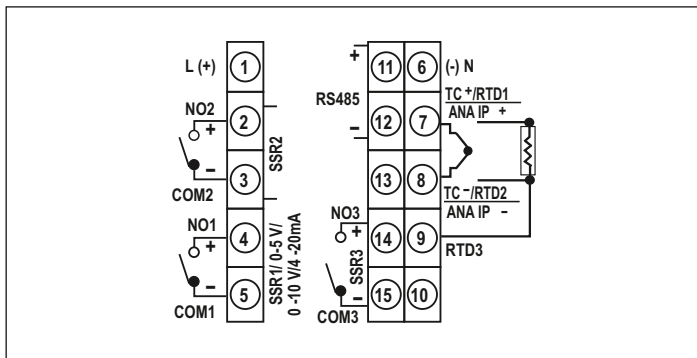 L (+)
1
NO2
+
2
SSR2
3
−
COM2
NO1
+
4
SSR1/ 0-5 V/
0 -10 V/4 -20mA
5
−
COM1
+
11
6
(-) N
RS485
TC +/RTD1
ANA IP +
12
7
−
13
8
TC −/RTD2
ANA IP −
NO3
+
14
9
RTD3
SSR3
−
15
10
COM3